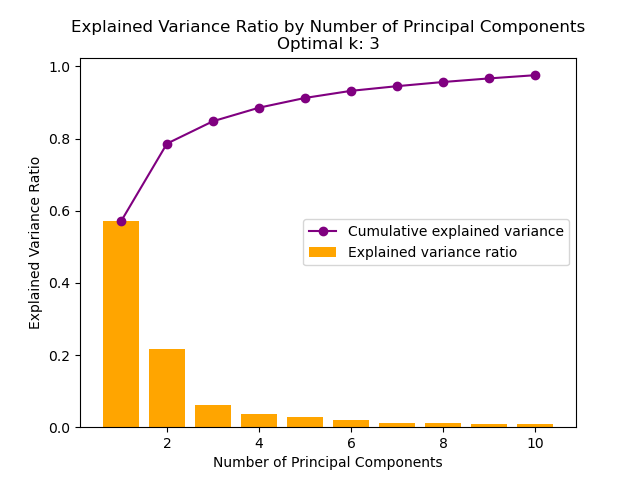 Explained Variance Ratio by Number of Principal Components
Optimal k: 3
1.0
0.8
0.6
0.4
0.2
0.0
Explained Variance Ratio
Cumulative explained variance
Explained variance ratio
2 4 6 8 10
Number of Principal Components